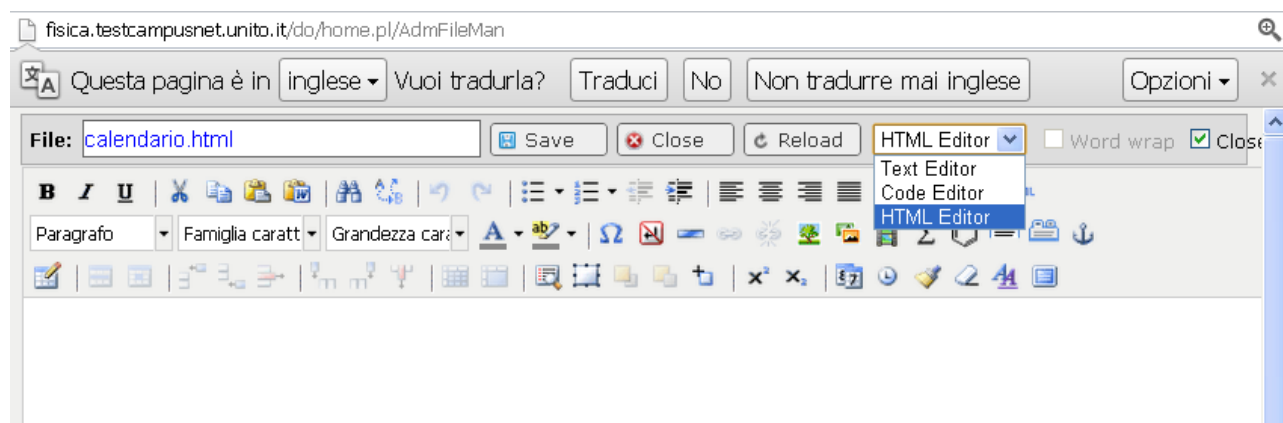 fisica.testcampusnet.unito.it/do/home.pl/AdmFileMan
Questa pagina è in inglese Vuoi tradurla? Traduci No Non tradurre mai inglese Opzioni
File: calendario.html Save Close Reload HTML Editor Word wrap Close
Text Editor
Code Editor
HTML Editor
B I U
Paragrafo Famiglia caratt Grandezza cara